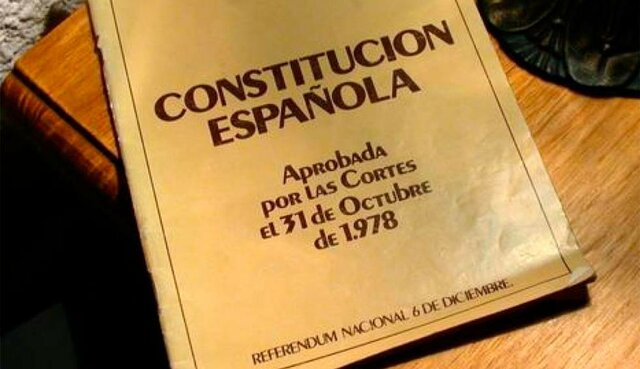 CONSTITUCION
ESPAÑOLA
APROBADA
POR LAS CORTES
EL 31 de OCTUBRE
de 1.978
REFERENDUM NACIONAL 6 DE DICIEMBRE.